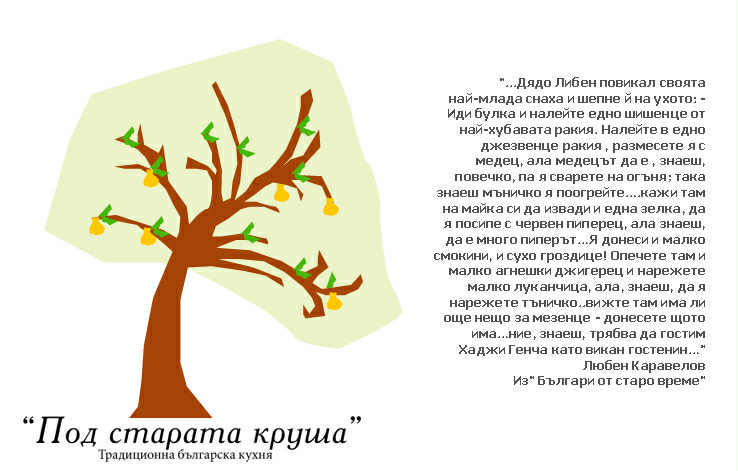 "...Дядо Либен повикал своята
най-млада снаха и шепне й на ухото: -
Иди булка и налейте едно шишенце от
най-хубавата ракия. Налейте в едно
джезвенце ракия , размесете я с
медец, ала медецът да е , знаеш,
повечко, па я сварете на огъня; така
знаеш мъничко я поогрейте....кажи там
на майка си да извади и една зелка, да
я посипе с червен пиперец, ала знаеш,
да е много пиперът...Я донеси и малко
смокини, и сухо гроздице! Опечете там и
малко агнешки джигерец и нарежете
малко луканчица, ала, знаеш, да я
нарежете тъничко..вижте там има ли
още нещо за мезенце - донесете щото
има...ние, знаеш, трябва да гостим
Хаджи Генча като викан гостенин..."
Любен Каравелов
Из" Българи от старо време"
“Под старата круша”
Традиционна българска кухня